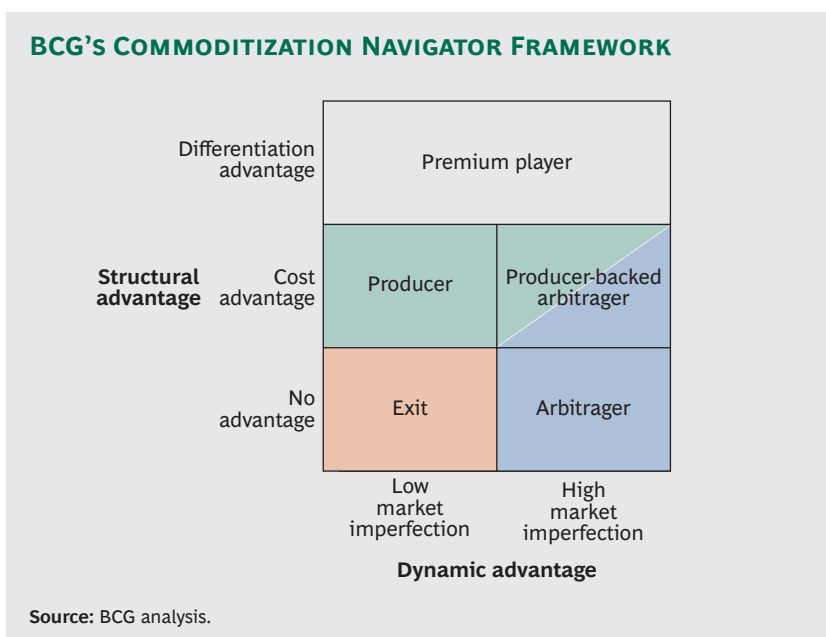 BCG's Commoditization Navigator Framework
Differentiation
advantage
Premium player
Structural
advantage
Cost
advantage
Producer
Producer-backed
arbitrager
No
advantage
Exit
Arbitrager
Low
market
imperfection
High
market
imperfection
Dynamic advantage
Source: BCG analysis.